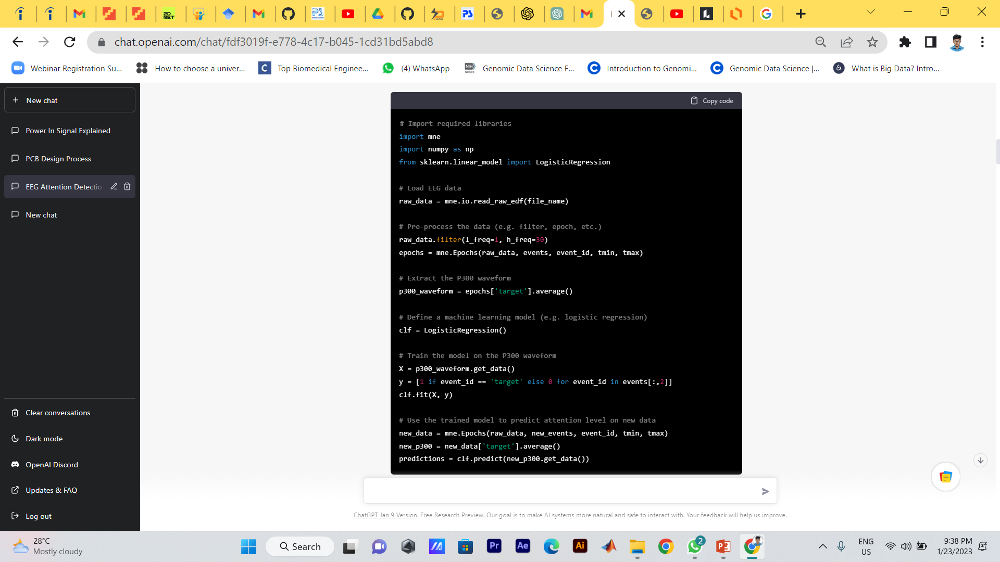 chat.openai.com/chat/fdf3019f-e778-4c17-b045-1cd31bd5abd8
Webinar Registration Su...
How to choose a univer...
Top Biomedical Enginee...
(4) WhatsApp
Genomic Data Science F...
Introduction to Genomi...
Genomic Data Science |...
What is Big Data? Intro...
New chat
Power In Signal Explained
PCB Design Process
EEG Attention Detectio
New chat
Clear conversations
Dark mode
OpenAI Discord
Updates & FAQ
Log out
Copy code
# Import required libraries
import mne
import numpy as np
from sklearn.linear_model import LogisticRegression
# Load EEG data
raw_data = mne.io.read_raw_edf(file_name)
# Pre-process the data (e.g. filter, epoch, etc.)
raw_data.filter(l_freq=1, h_freq=30)
epochs = mne.Epochs(raw_data, events, event_id, tmin, tmax)
# Extract the P300 waveform
p300_waveform = epochs['target'].average()
# Define a machine learning model (e.g. logistic regression)
clf = LogisticRegression()
# Train the model on the P300 waveform
X = p300_waveform.get_data()
y = [1 if event_id == 'target' else 0 for event_id in events[:,2]]
clf.fit(X, y)
# Use the trained model to predict attention level on new data
new_data = mne.Epochs(raw_data, new_events, event_id, tmin, tmax)
new_p300 = new_data['target'].average()
predictions = clf.predict(new_p300.get_data())
ChatGPT Jan 9 Version. Free Research Preview. Our goal is to make AI systems more natural and safe to interact with. Your feedback will help us improve.
28°C
Mostly cloudy
Search
Pr
Ae
Ai
2
ENG
US
9:38 PM
1/23/2023